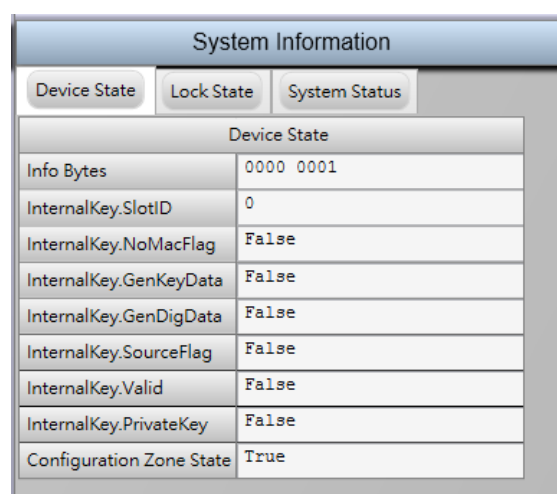 System Information
Device State Lock State System Status
Device State
Info Bytes 0000 0001
InternalKey.SlotID 0
InternalKey.NoMacFlag False
InternalKey.GenKeyData False
InternalKey.GenDigData False
InternalKey.SourceFlag False
InternalKey.Valid False
InternalKey.PrivateKey False
Configuration Zone State True